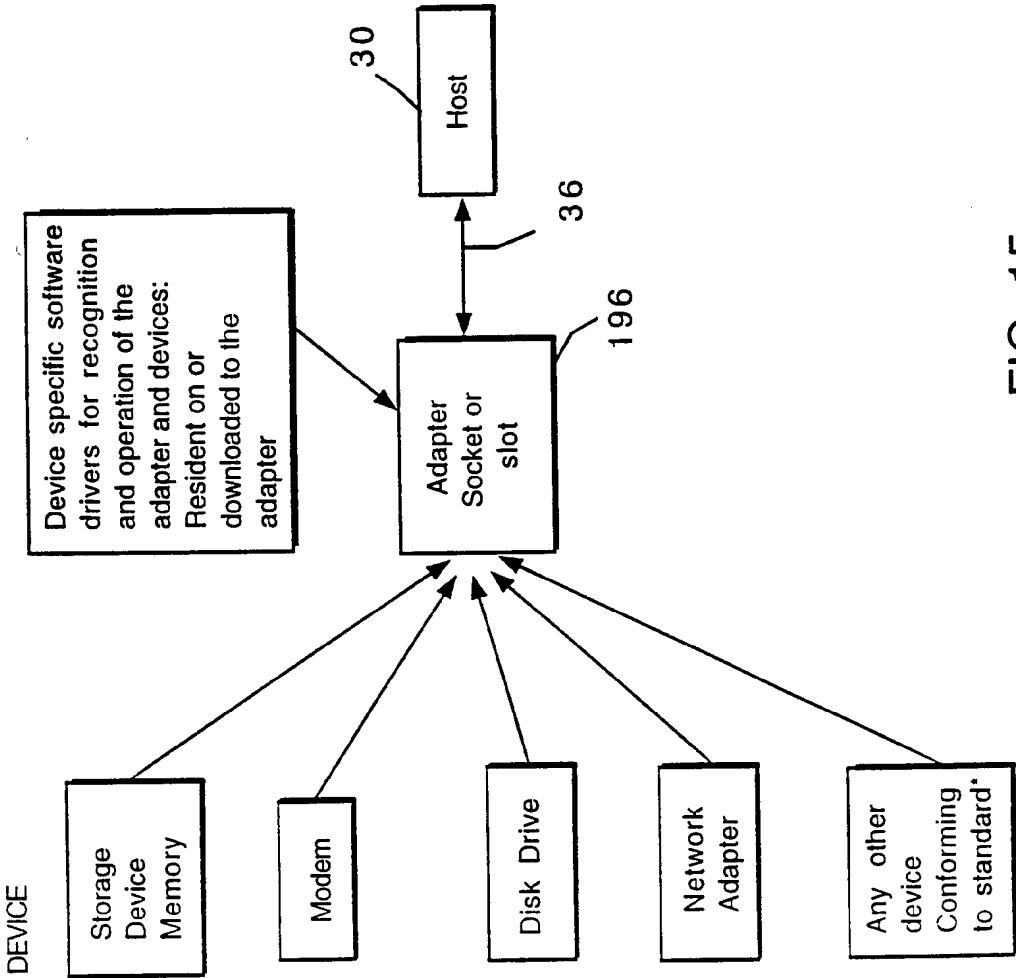 DEVICE
Storage
Device
Memory
Modem
Disk Drive
Network
Adapter
Any other
device
Conforming
to standard*
Device specific software
drivers for recognition
and operation of the
adapter and devices:
Resident on or
downloaded to the
adapter
Adapter
Socket or
slot
196
36
Host
30
FIG. 15